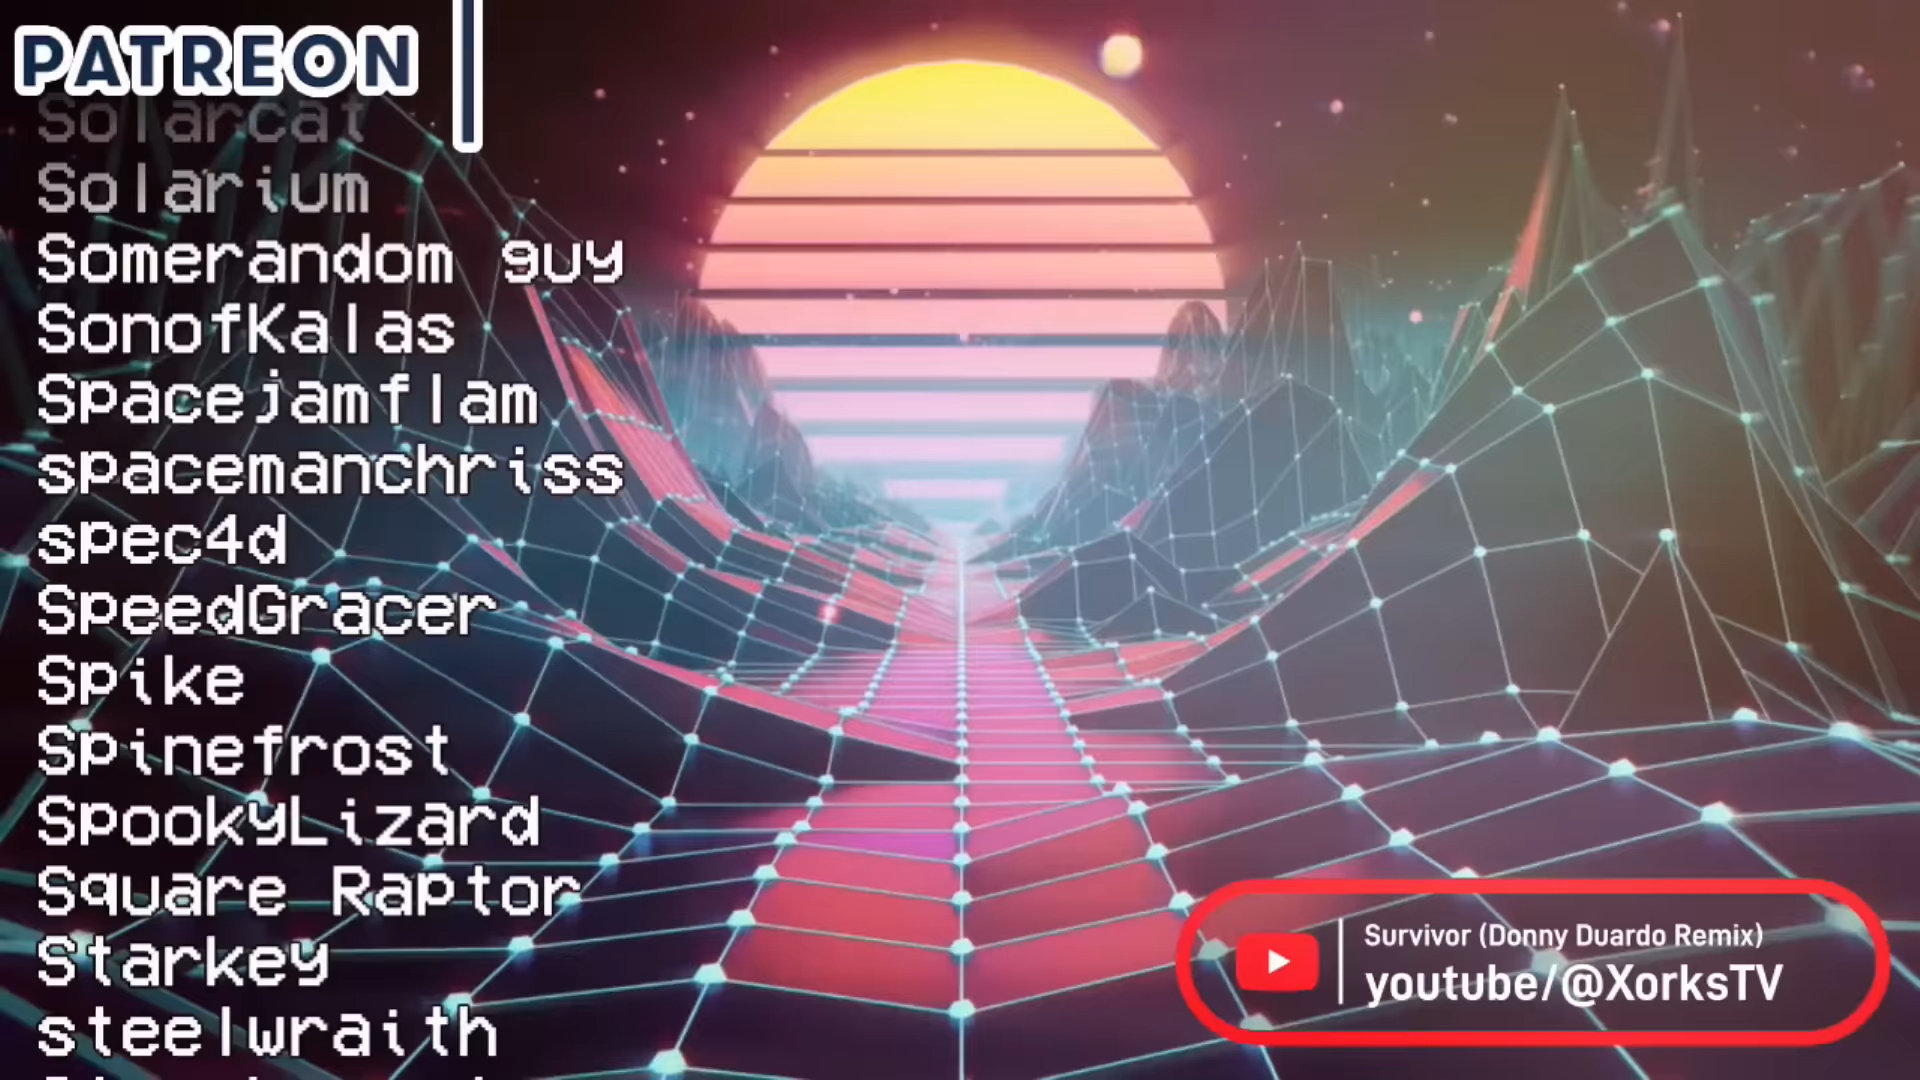 PATREON
Solarcat
Solarium
Somerandom guy
SonofKalas
Spacejamflam
spacemanchriss
spec4d
SpeedGracer
Spike
Spinefrost
SpookyLizard
Square Raptor
Starkey
steelwraith
Survivor (Donny Duardo Remix)
youtube/@XorksTV